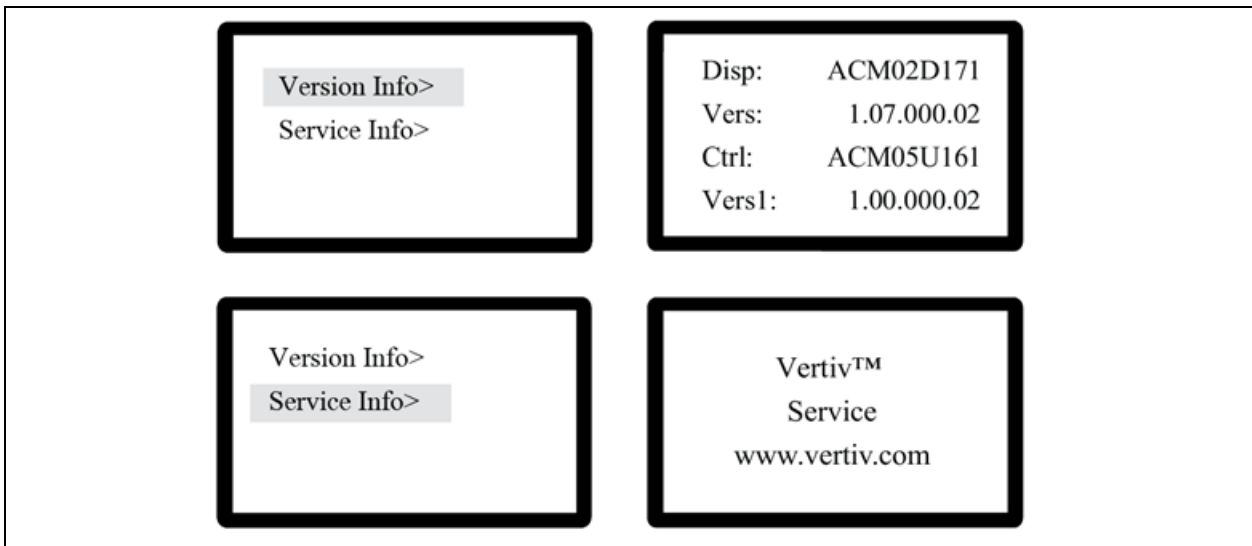 Version Info>
Service Info>
Disp: ACM02D171
Vers: 1.07.000.02
Ctrl: ACM05U161
Vers1: 1.00.000.02
Version Info>
Service Info>
Vertiv™
Service
www.vertiv.com